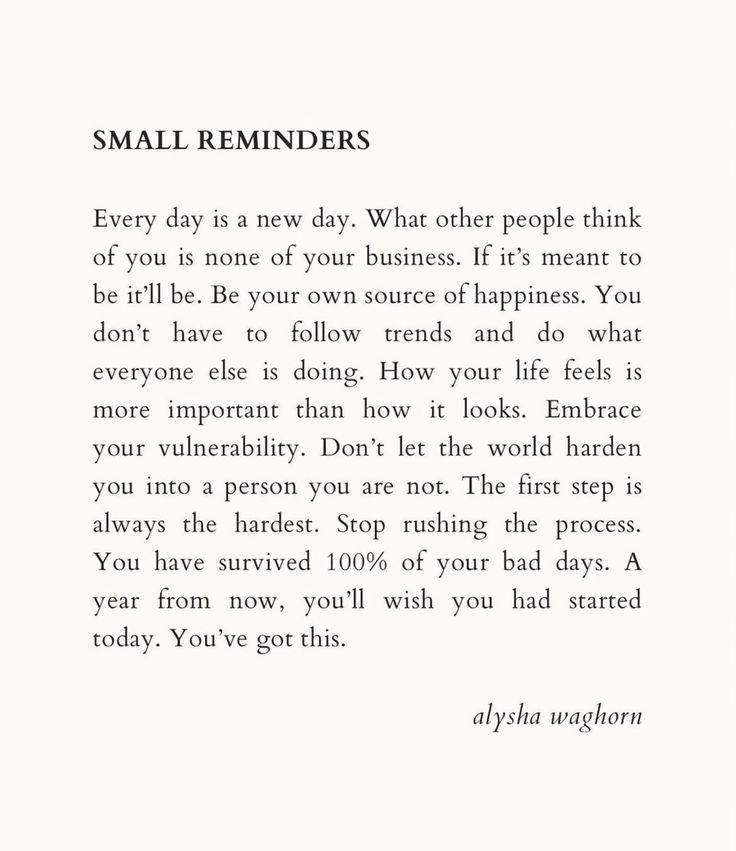 SMALL REMINDERS
Every day is a new day. What other people think
of you is none of your business. If it’s meant to
be it’ll be. Be your own source of happiness. You
don’t have to follow trends and do what
everyone else is doing. How your life feels is
more important than how it looks. Embrace
your vulnerability. Don’t let the world harden
you into a person you are not. The first step is
always the hardest. Stop rushing the process.
You have survived 100% of your bad days. A
year from now, you’ll wish you had started
today. You’ve got this.
alysha waghorn